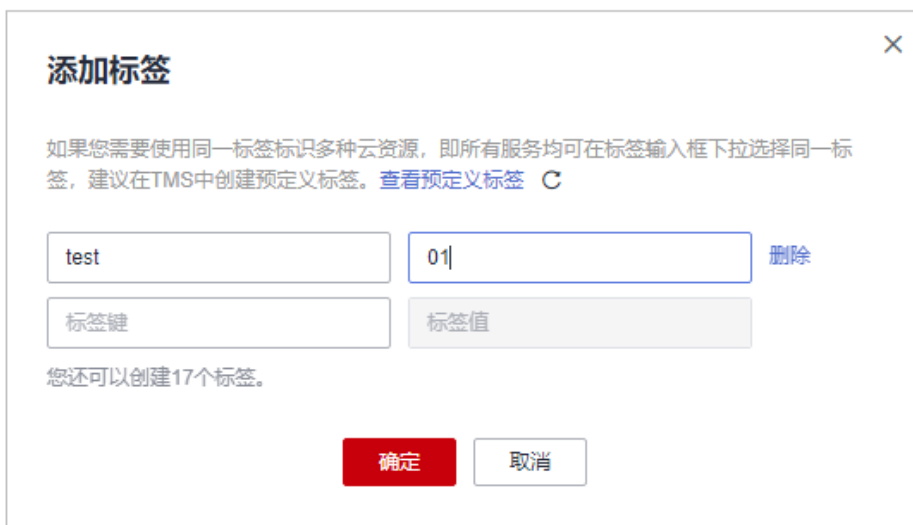 添加标签
如果您需要使用同一标签标识多种云资源，即所有服务均可在标签输入框下拉选择同一标
签，建议在TMS中创建预定义标签。查看预定义标签
test 01 删除
标签键 标签值
您还可以创建17个标签。
确定 取消